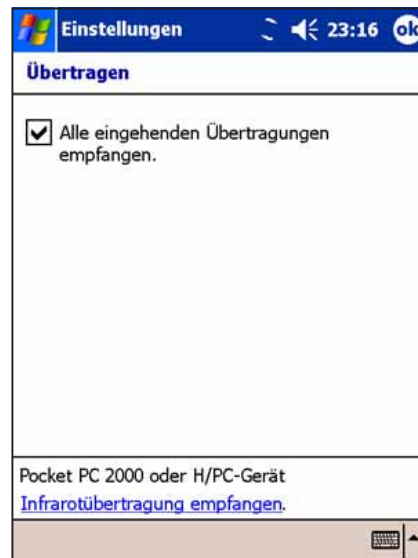 Einstellungen 23:16 ok
Übertragen
Alle eingehenden Übertragungen
empfangen.
Pocket PC 2000 oder H/PC-Gerät
Infrarotübertragung empfangen.